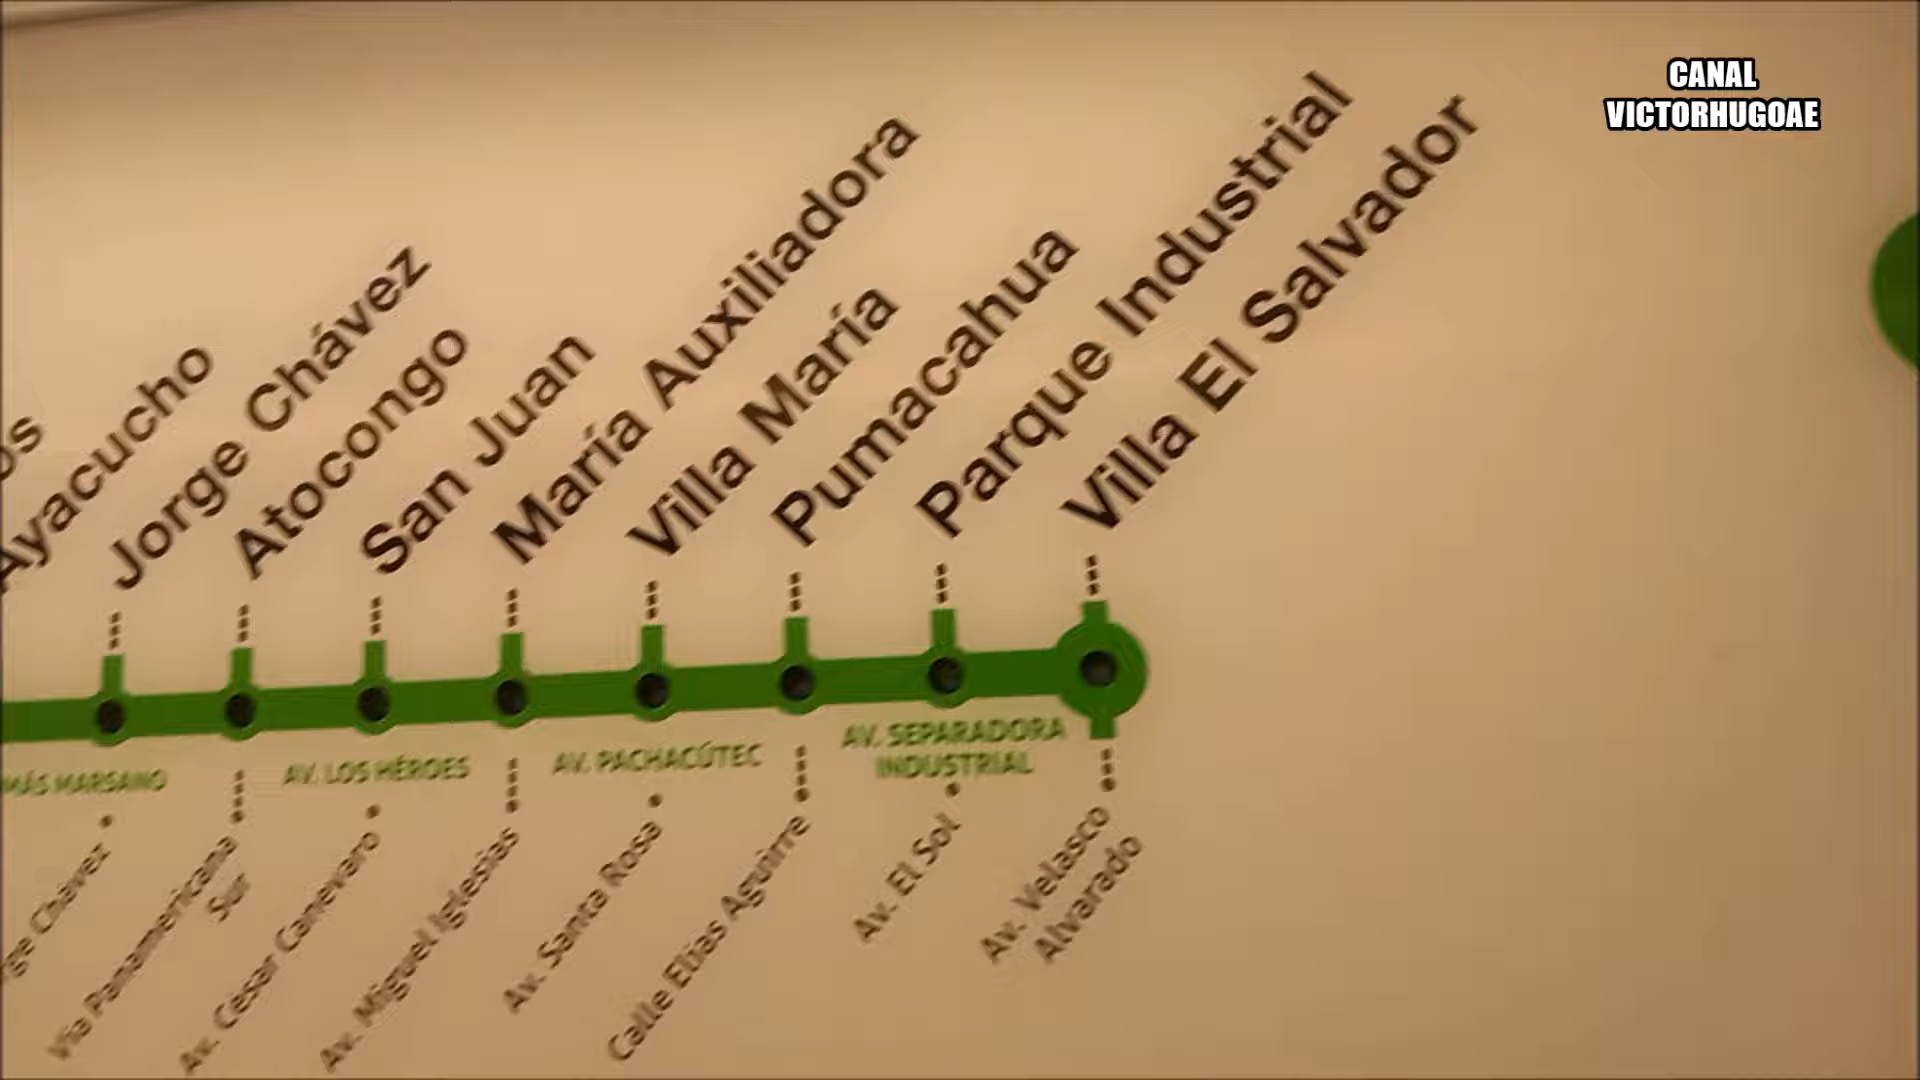 CANAL
VICTORHUGOAE
Ayacucho
Jorge Chávez
Atocongo
San Juan
María Auxiliadora
Villa María
Pumacahua
Parque Industrial
Villa El Salvador
MARSANO
AV. LOS HÉROES
AV. PACHACÚTEC
AV. SEPARADORA
INDUSTRIAL
Chávez
Vía Panamericana
Sur
Av. César Canevaro
Av. Miguel Iglesias
Av. Santa Rosa
Calle Elías Aguirre
Av. El Sol
Av. Velasco
Alvarado